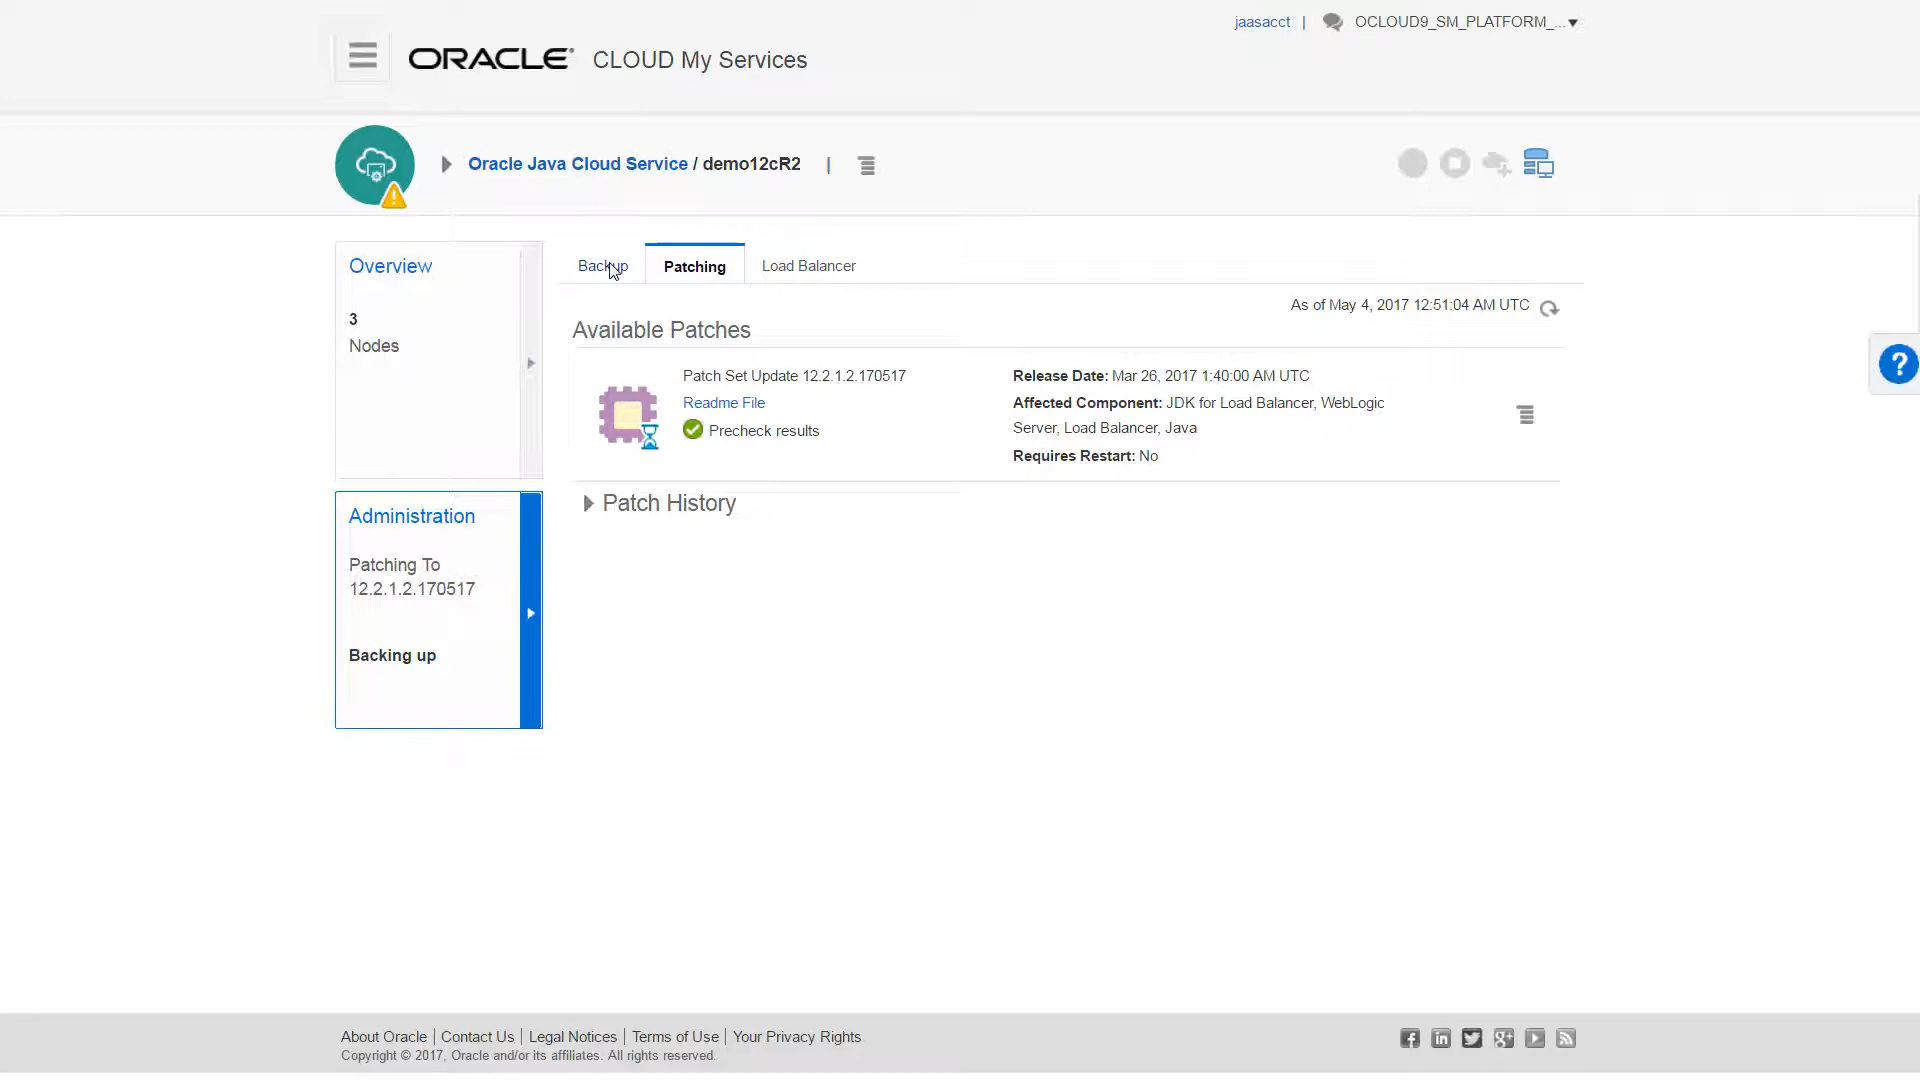 jaasacct | OCLOUD9_SM_PLATFORM_...
ORACLE® CLOUD My Services
Oracle Java Cloud Service / demo12cR2 |
Overview
3
Nodes
Administration
Patching To
12.2.1.2.170517
Backing up
Backup Patching Load Balancer
As of May 4, 2017 12:51:04 AM UTC
Available Patches
Patch Set Update 12.2.1.2.170517
Readme File
Precheck results
Release Date: Mar 26, 2017 1:40:00 AM UTC
Affected Component: JDK for Load Balancer, WebLogic
Server, Load Balancer, Java
Requires Restart: No
Patch History
?
About Oracle | Contact Us | Legal Notices | Terms of Use | Your Privacy Rights
Copyright © 2017, Oracle and/or its affiliates. All rights reserved.